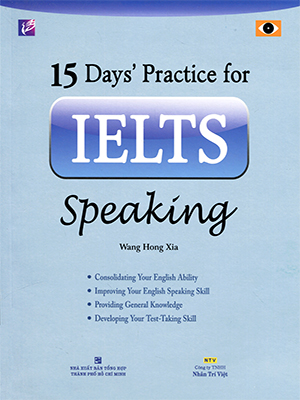 15 Days' Practice for
IELTS
Speaking
Wang Hong Xia
• Consolidating Your English Ability
• Improving Your English Speaking Skill
• Providing General Knowledge
• Developing Your Test-Taking Skill
NHÀ XUẤT BẢN TỔNG HỢP
THÀNH PHỐ HỒ CHÍ MINH
NTV
Công ty TNHH
Nhân Trí Việt